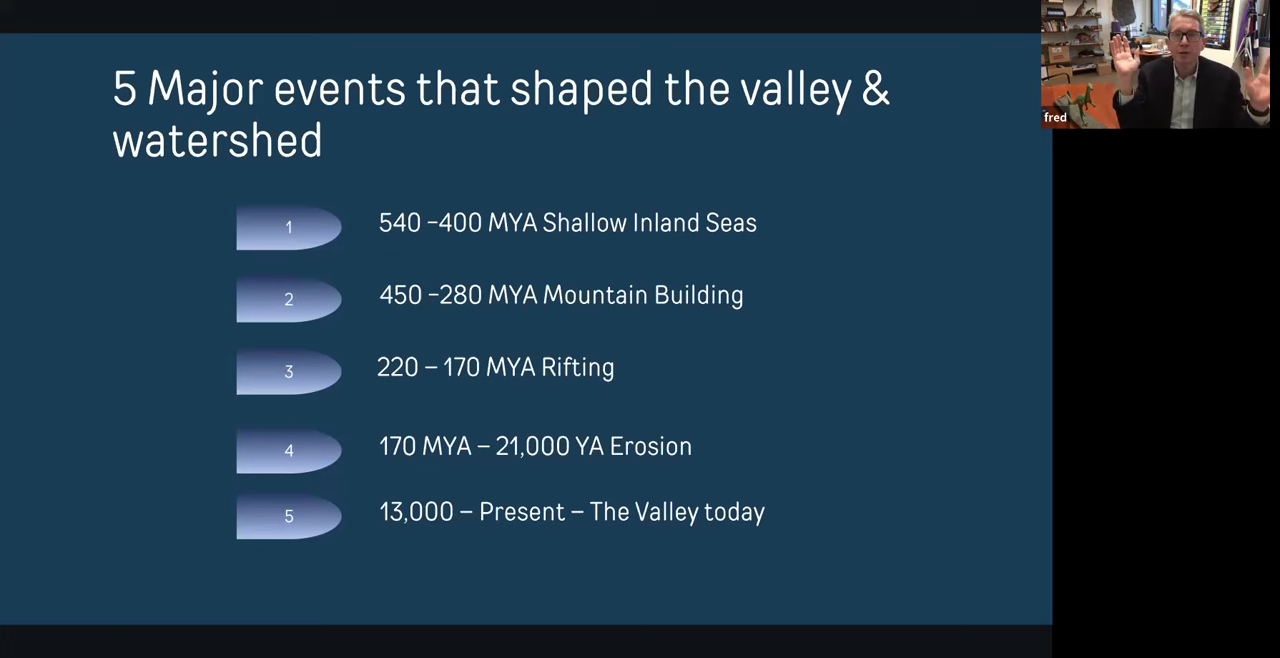 5 Major events that shaped the valley &
watershed
1 540 –400 MYA Shallow Inland Seas
2 450 –280 MYA Mountain Building
3 220 – 170 MYA Rifting
4 170 MYA – 21,000 YA Erosion
5 13,000 – Present – The Valley today
fred